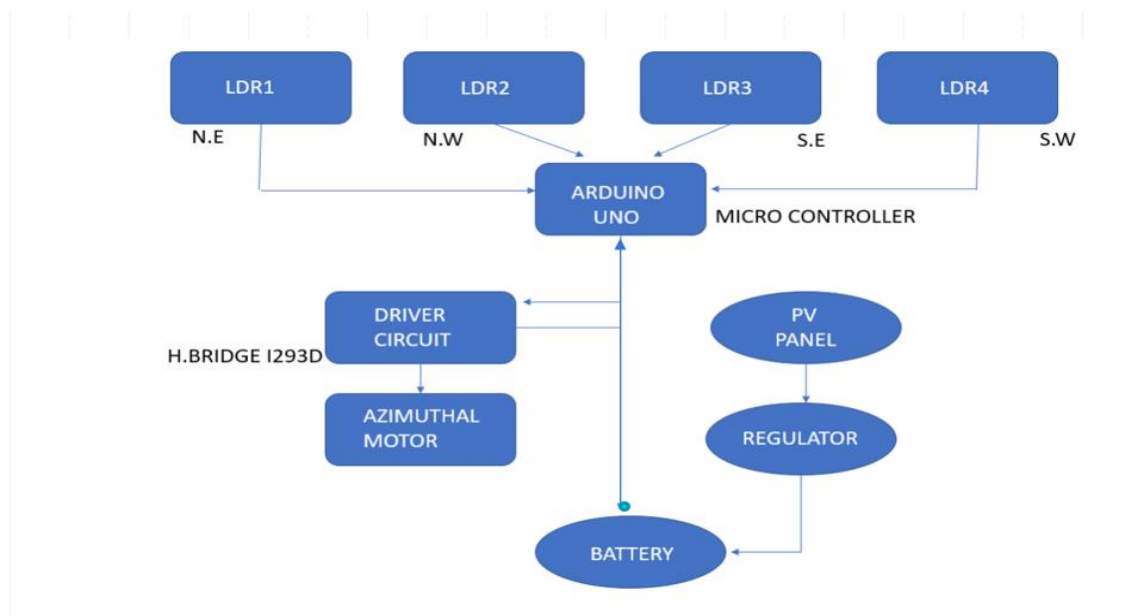 LDR1
LDR2
LDR3
LDR4
N.E
N.W
S.E
S.W
ARDUINO
UNO
MICRO CONTROLLER
DRIVER
CIRCUIT
PV
PANEL
H.BRIDGE I293D
AZIMUTHAL
MOTOR
REGULATOR
BATTERY